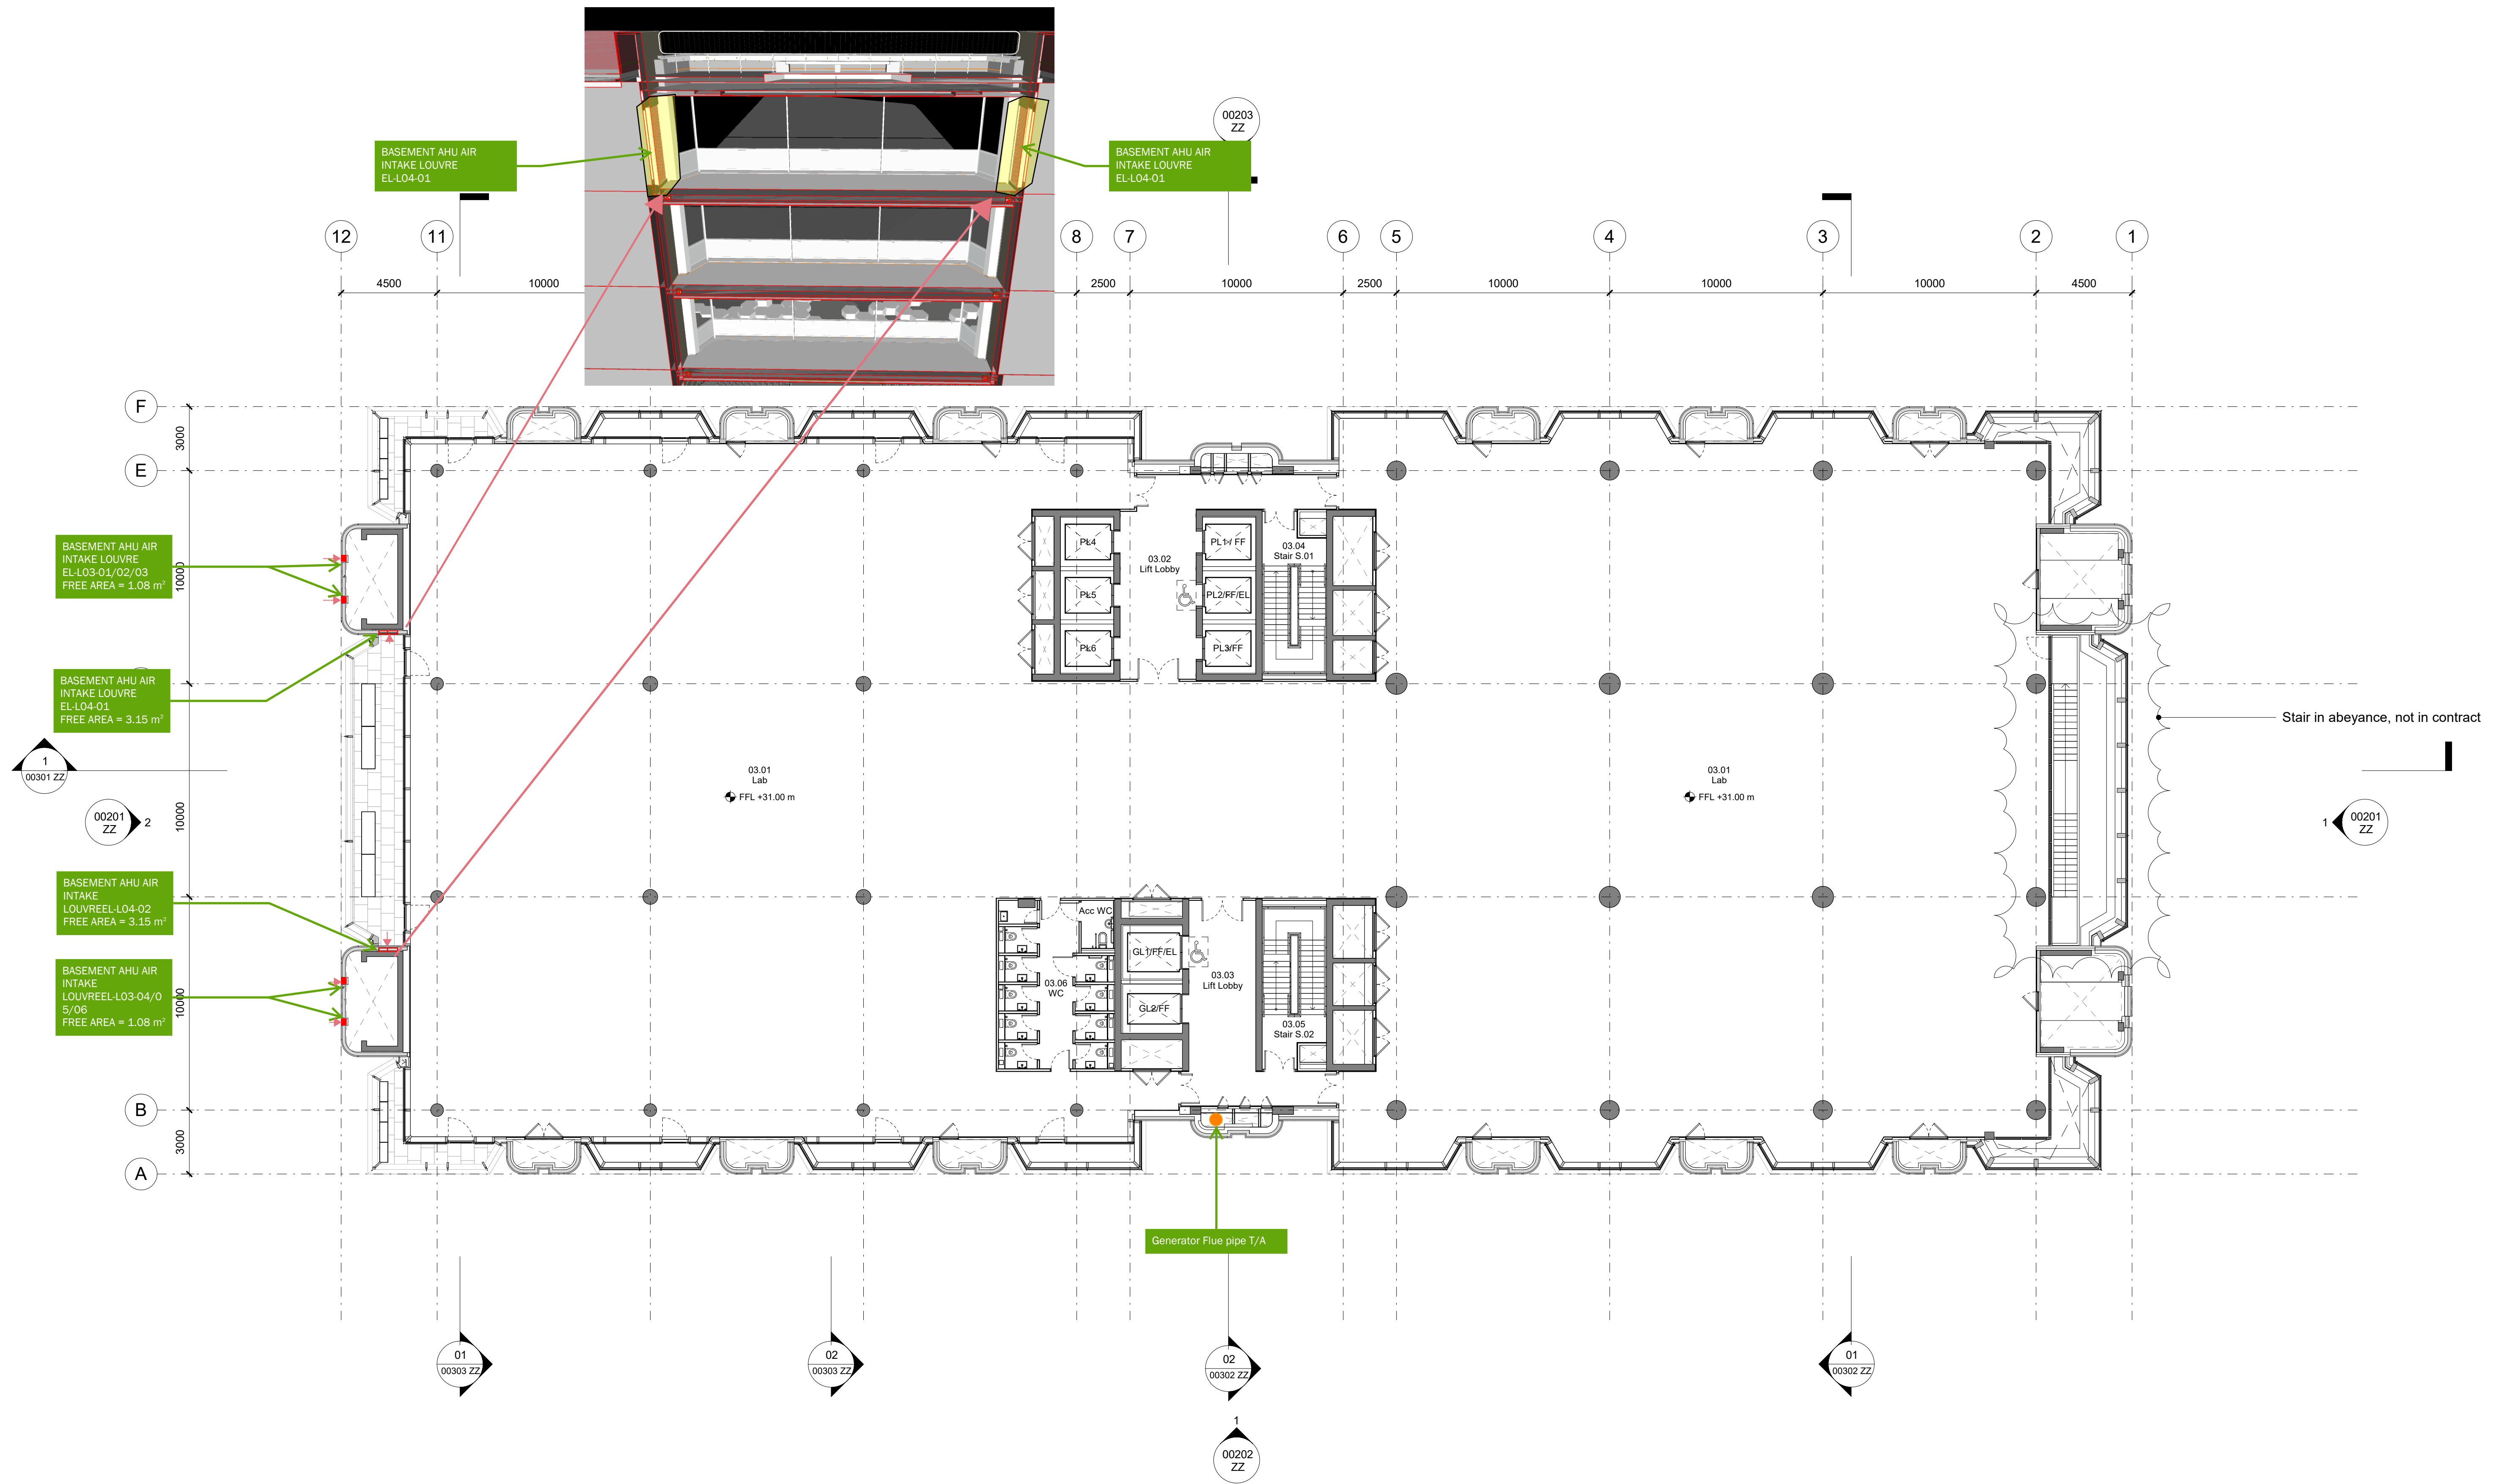 00203
ZZ
BASEMENT AHU AIR
INTAKE LOUVRE
EL-L04-01
BASEMENT AHU AIR
INTAKE LOUVRE
EL-L04-01
12
11
8
7
6
5
4
3
2
1
4500
10000
2500
10000
2500
10000
10000
10000
4500
F
3000
E
BASEMENT AHU AIR
INTAKE LOUVRE
EL-L03-01/02/03
FREE AREA = 1.08 m²
10000
PL4
PL5
PL6
03.02
Lift Lobby
PL1 / FF
PL2/FF/EL
PL3/FF
03.04
Stair S.01
BASEMENT AHU AIR
INTAKE LOUVRE
EL-L04-01
FREE AREA = 3.15 m²
Stair in abeyance, not in contract
1
00301 ZZ
03.01
Lab
FFL +31.00 m
03.01
Lab
FFL +31.00 m
00201
ZZ
2
10000
1
00201
ZZ
BASEMENT AHU AIR
INTAKE
LOUVREEL-L04-02
FREE AREA = 3.15 m²
Acc WC
GL1/FF/EL
BASEMENT AHU AIR
INTAKE
LOUVREEL-L03-04/0
5/06
FREE AREA = 1.08 m²
10000
03.06
WC
GL2/FF
03.03
Lift Lobby
03.05
Stair S.02
B
3000
A
Generator Flue pipe T/A
01
00303 ZZ
02
00303 ZZ
02
00302 ZZ
01
00302 ZZ
1
00202
ZZ